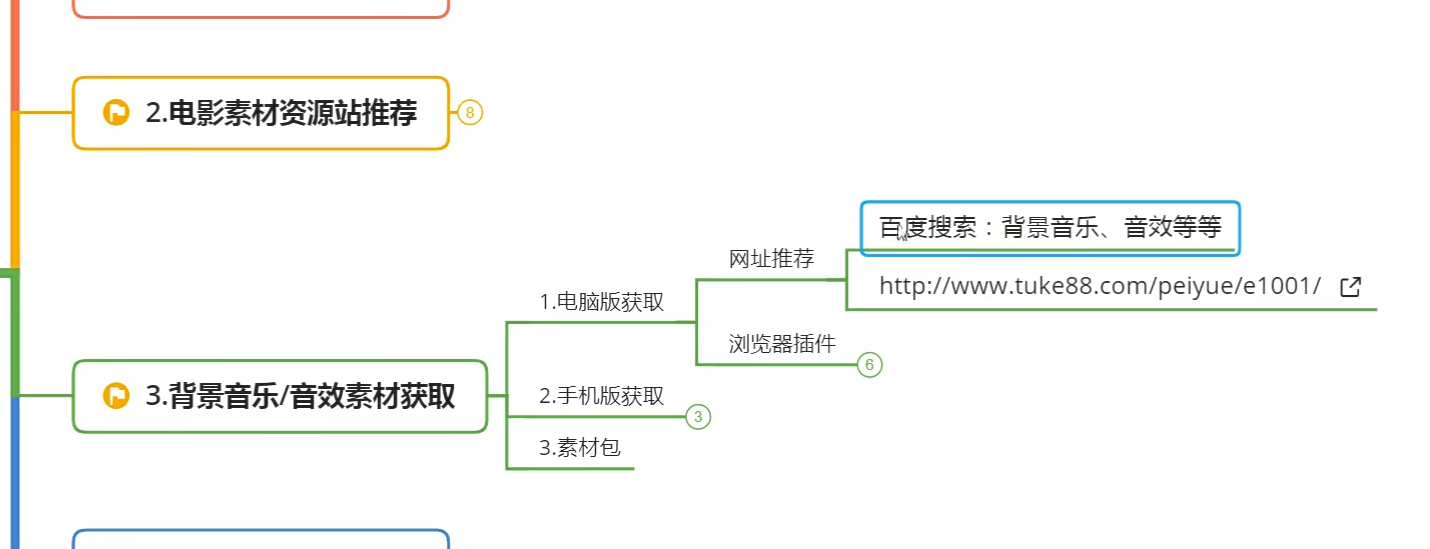 2.电影素材资源站推荐
8
百度搜索：背景音乐、音效等等
网址推荐
http://www.tuke88.com/peiyue/e1001/
1.电脑版获取
浏览器插件
6
3.背景音乐/音效素材获取
2.手机版获取
3
3.素材包